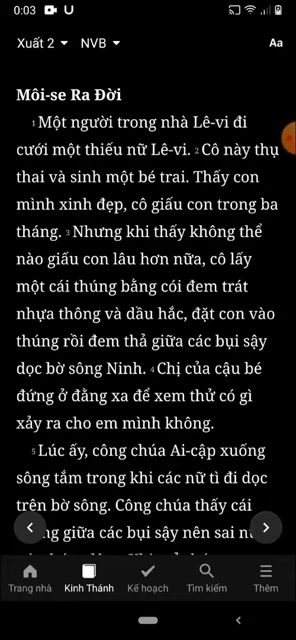 0:03
Xuất 2 NVB Aa
Môi-se Ra Đời
1 Một người trong nhà Lê-vi đi
cưới một thiếu nữ Lê-vi. 2 Cô này thụ
thai và sinh một bé trai. Thấy con
mình xinh đẹp, cô giấu con trong ba
tháng. 3 Nhưng khi thấy không thể
nào giấu con lâu hơn nữa, cô lấy
một cái thúng bằng cói đem trát
nhựa thông và dầu hắc, đặt con vào
thúng rồi đem thả giữa các bụi sậy
dọc bờ sông Ninh. 4 Chị của cậu bé
đứng ở đằng xa để xem thử có gì
xảy ra cho em mình không.
5 Lúc ấy, công chúa Ai-cập xuống
sông tắm trong khi các nữ tì đi dọc
trên bờ sông. Công chúa thấy cái
giữa các bụi sậy nên sai
Trang nhà Kinh Thánh Kế hoạch Tìm kiếm Thêm